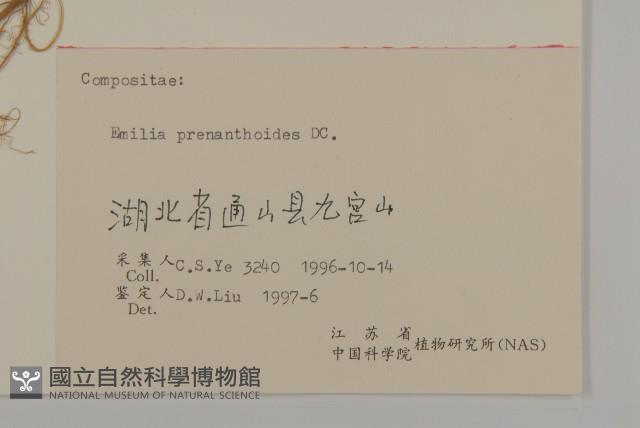 Compositae:
Emilia prenanthoides DC.
湖北省通山县九宫山
采集人C.S.Ye 3240 1996-10-14
Coll.
鉴定人D.W.Liu 1997-6
Det.
江苏省
中国科学院植物研究所(NAS)
國立自然科學博物館
NATIONAL MUSEUM OF NATURAL SCIENCE